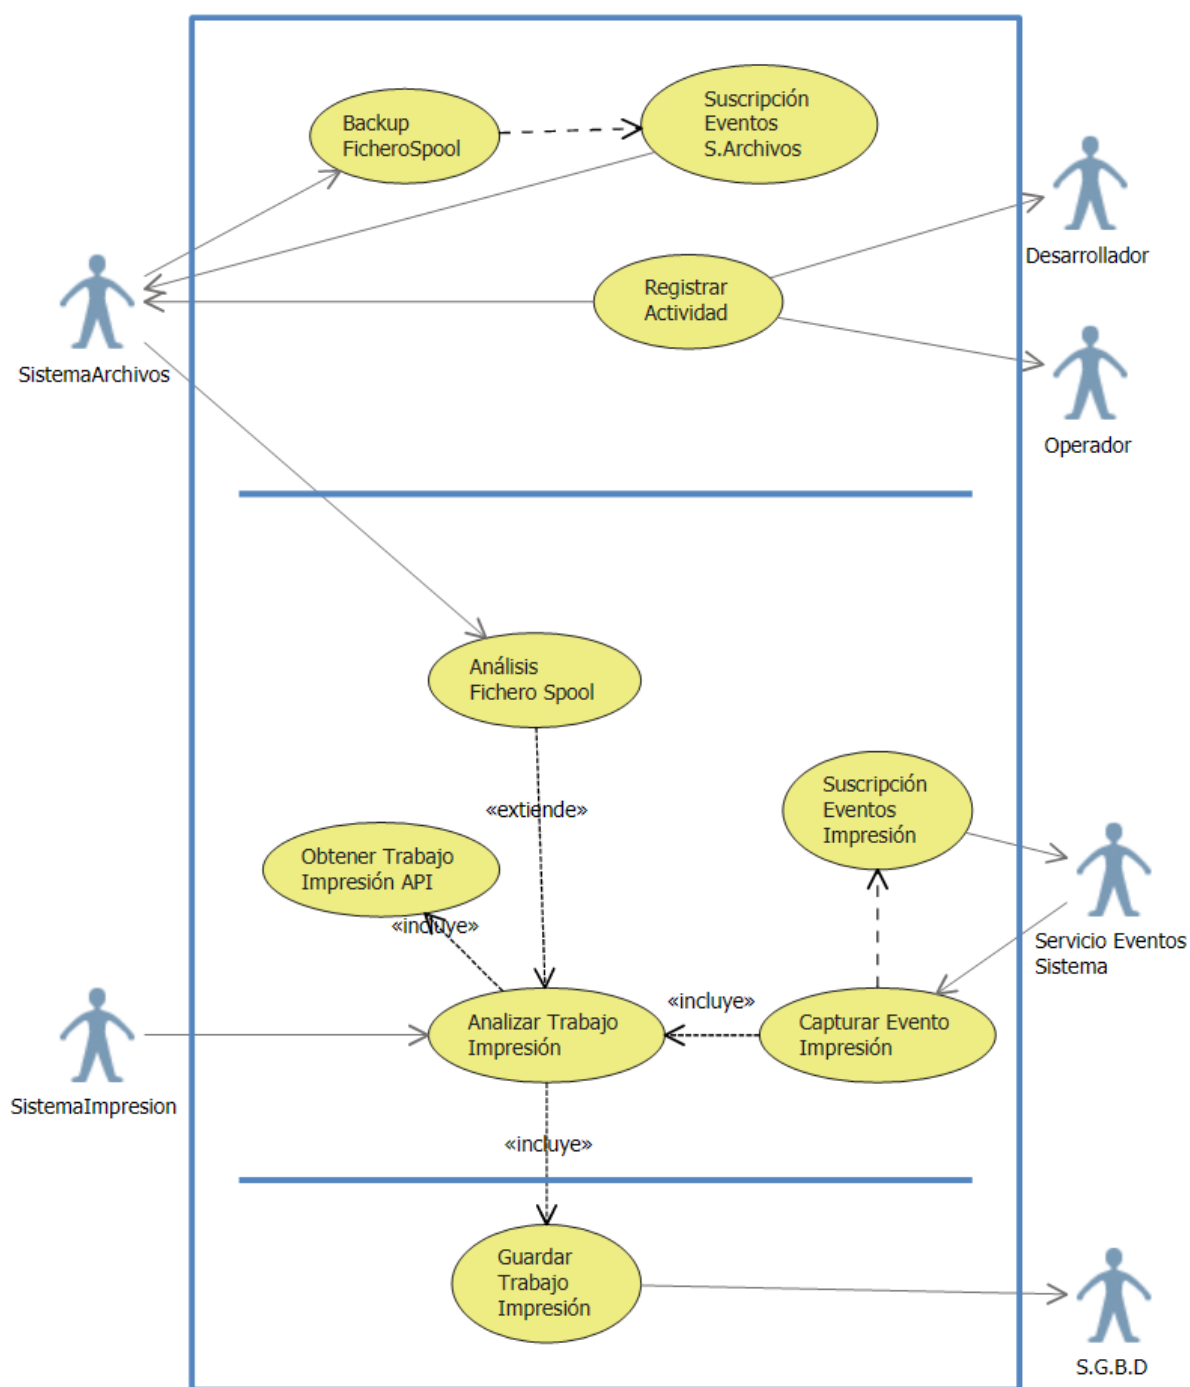 Backup
FicheroSpool
Suscripción
Eventos
S.Archivos
Desarrollador
Registrar
Actividad
SistemaArchivos
Operador
Análisis
Fichero Spool
Suscripción
Eventos
Impresión
«extiende»
Obtener Trabajo
Impresión API
«incluye»
Servicio Eventos
Sistema
«incluye»
Analizar Trabajo
Impresión
Capturar Evento
Impresión
SistemaImpresion
«incluye»
Guardar
Trabajo
Impresión
S.G.B.D